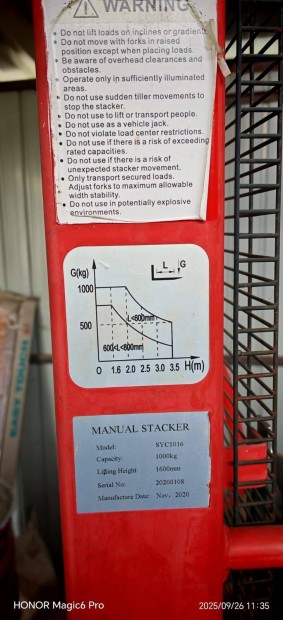 WARNING
• Do not lift loads on inclines or gradient
• Do not move with forks in raised
position except when placing loads.
• Be aware of overhead clearances and
obstacles.
• Operate only in sufficiently illuminated
areas.
• Do not use sudden tiller movements to
stop the stacker.
• Do not use to lift or transport people.
• Do not use as a vehicle jack.
• Do not violate load center restrictions.
• Do not use if there is a risk of exceeding
rated capacities.
• Do not use if there is a risk of
unexpected stacker movement.
• Only transport secured loads.
Adjust forks to maximum allowable
width stability.
• Do not use in potentially explosive
environments.
G(kg)
L G
1000
500
L<600mm
600<L<800mm
O 1.6 2.0 2.5 3.0 3.5 H(m)
MANUAL STACKER
Model: SYC1016
Capacity: 1000kg
Lifting Height 1600mm
Serial No: 20200108
Manufacture Date: Nov. 2020
EASY TOUCH
HONOR Magic6 Pro
2025/09/26 11:35